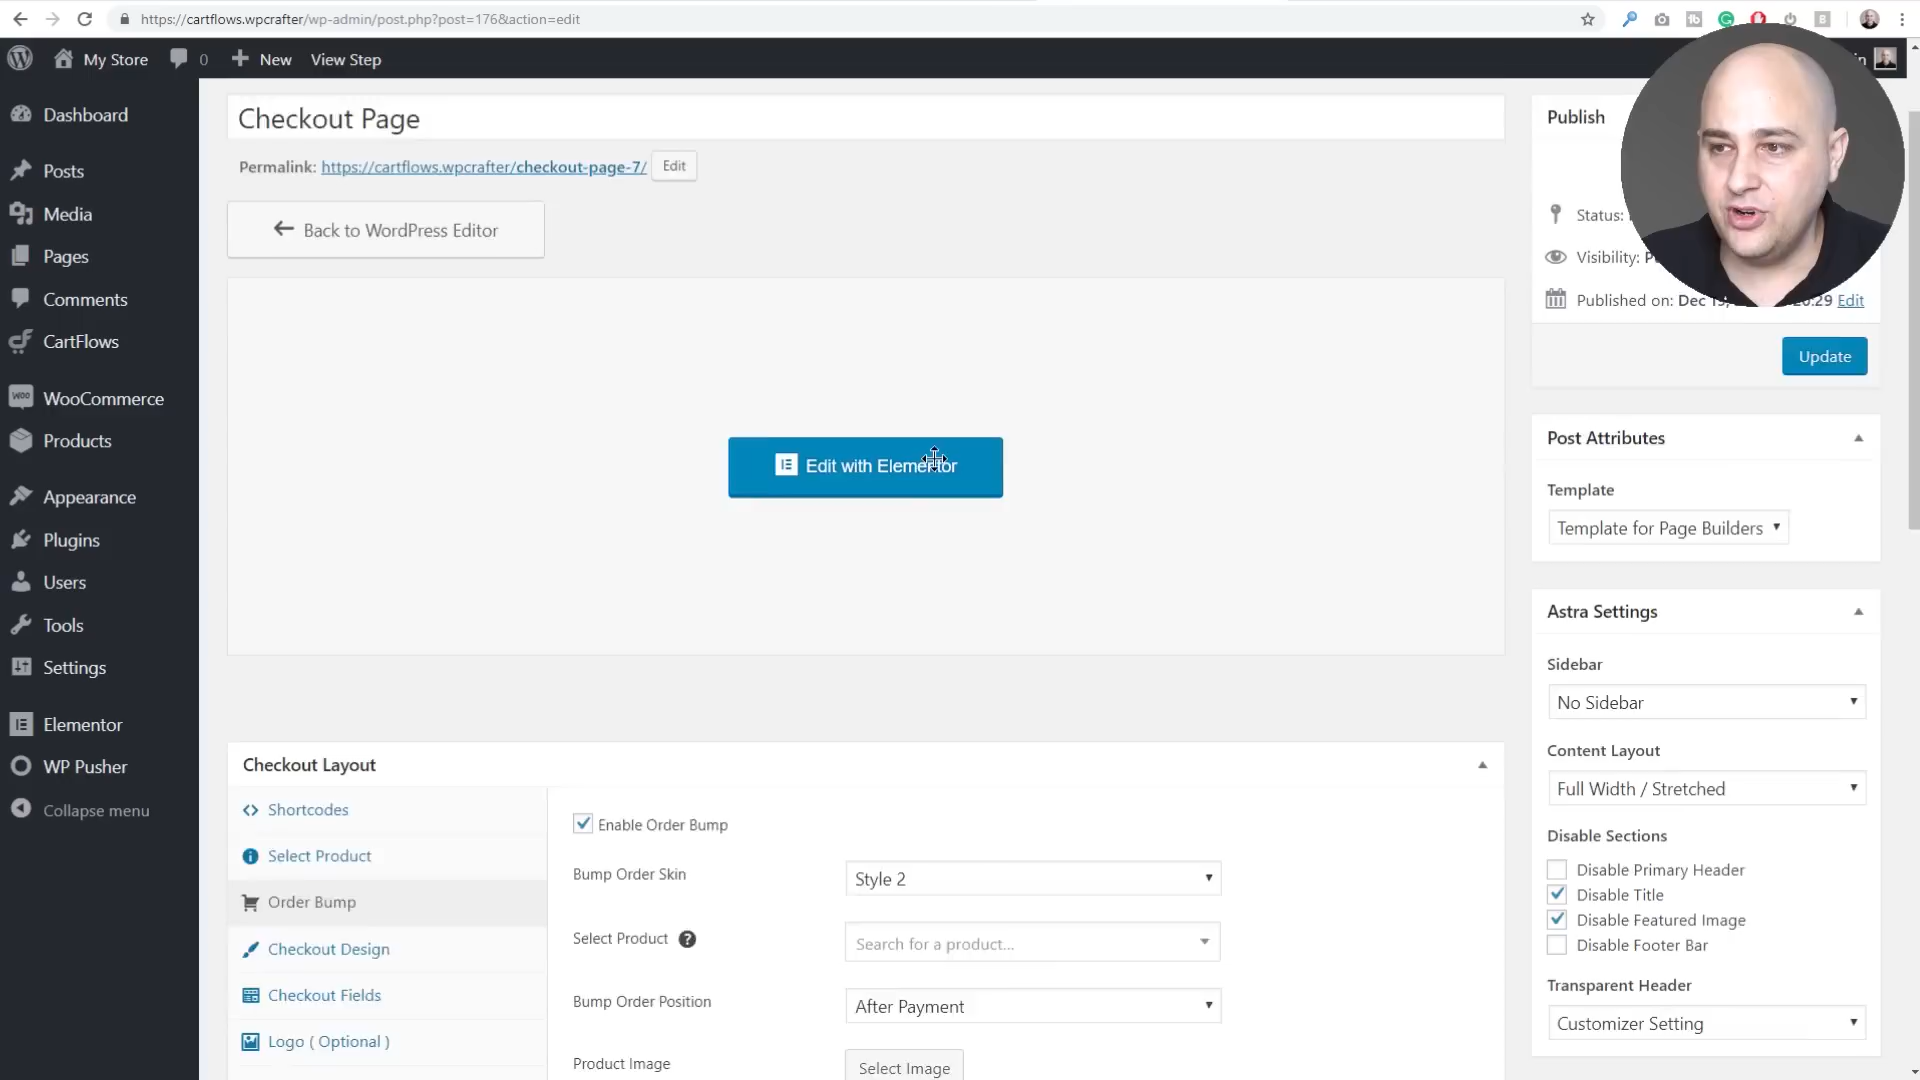 https://cartflows.wpcrafter/wp-admin/post.php?post=176&action=edit
My Store
0
New
View Step
Dashboard
Posts
Media
Pages
Comments
CartFlows
WooCommerce
Products
Appearance
Plugins
Users
Tools
Settings
Elementor
WP Pusher
Collapse menu
Checkout Page
Permalink: https://cartflows.wpcrafter/checkout-page-7/ Edit
Back to WordPress Editor
Edit with Elementor
Checkout Layout
Shortcodes
Select Product
Order Bump
Checkout Design
Checkout Fields
Logo ( Optional )
Enable Order Bump
Bump Order Skin
Style 2
Select Product
Search for a product...
Bump Order Position
After Payment
Product Image
Select Image
Publish
Status:
Visibility:
Published on: Dec Edit
Update
Post Attributes
Template
Template for Page Builders
Astra Settings
Sidebar
No Sidebar
Content Layout
Full Width / Stretched
Disable Sections
Disable Primary Header
Disable Title
Disable Featured Image
Disable Footer Bar
Transparent Header
Customizer Setting